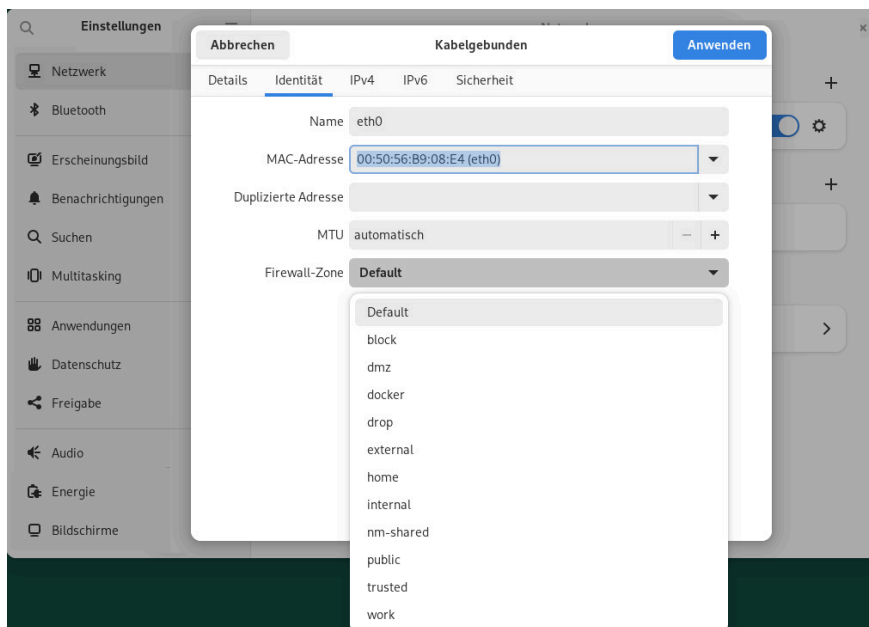 Einstellungen
Netzwerk
Bluetooth
Erscheinungsbild
Benachrichtigungen
Suchen
Multitasking
Anwendungen
Datenschutz
Freigabe
Audio
Energie
Bildschirme
Abbrechen
Kabelgebunden
Anwenden
Details Identität IPv4 IPv6 Sicherheit
Name eth0
MAC-Adresse 00:50:56:B9:08:E4 (eth0)
Duplizierte Adresse
MTU automatisch
Firewall-Zone Default
Default
block
dmz
docker
drop
external
home
internal
nm-shared
public
trusted
work